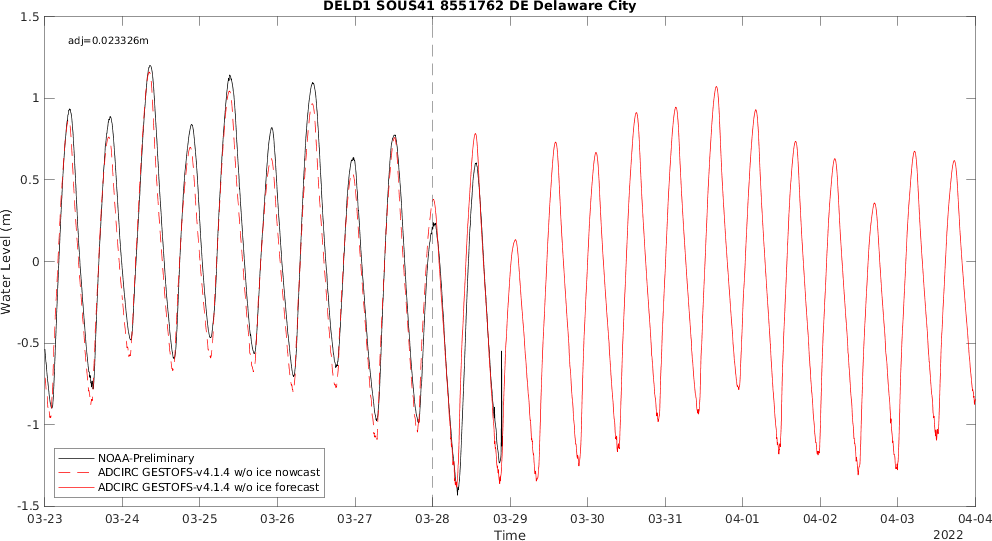 DELD1 SOUS41 8551762 DE Delaware City
adj=0.023326m
1.5
1
0.5
0
-0.5
-1
-1.5
Water Level (m)
NOAA-Preliminary
ADCIRC GESTOFS-v4.1.4 w/o ice nowcast
ADCIRC GESTOFS-v4.1.4 w/o ice forecast
03-23 03-24 03-25 03-26 03-27 03-28 03-29 03-30 03-31 04-01 04-02 04-03 04-04
Time
2022